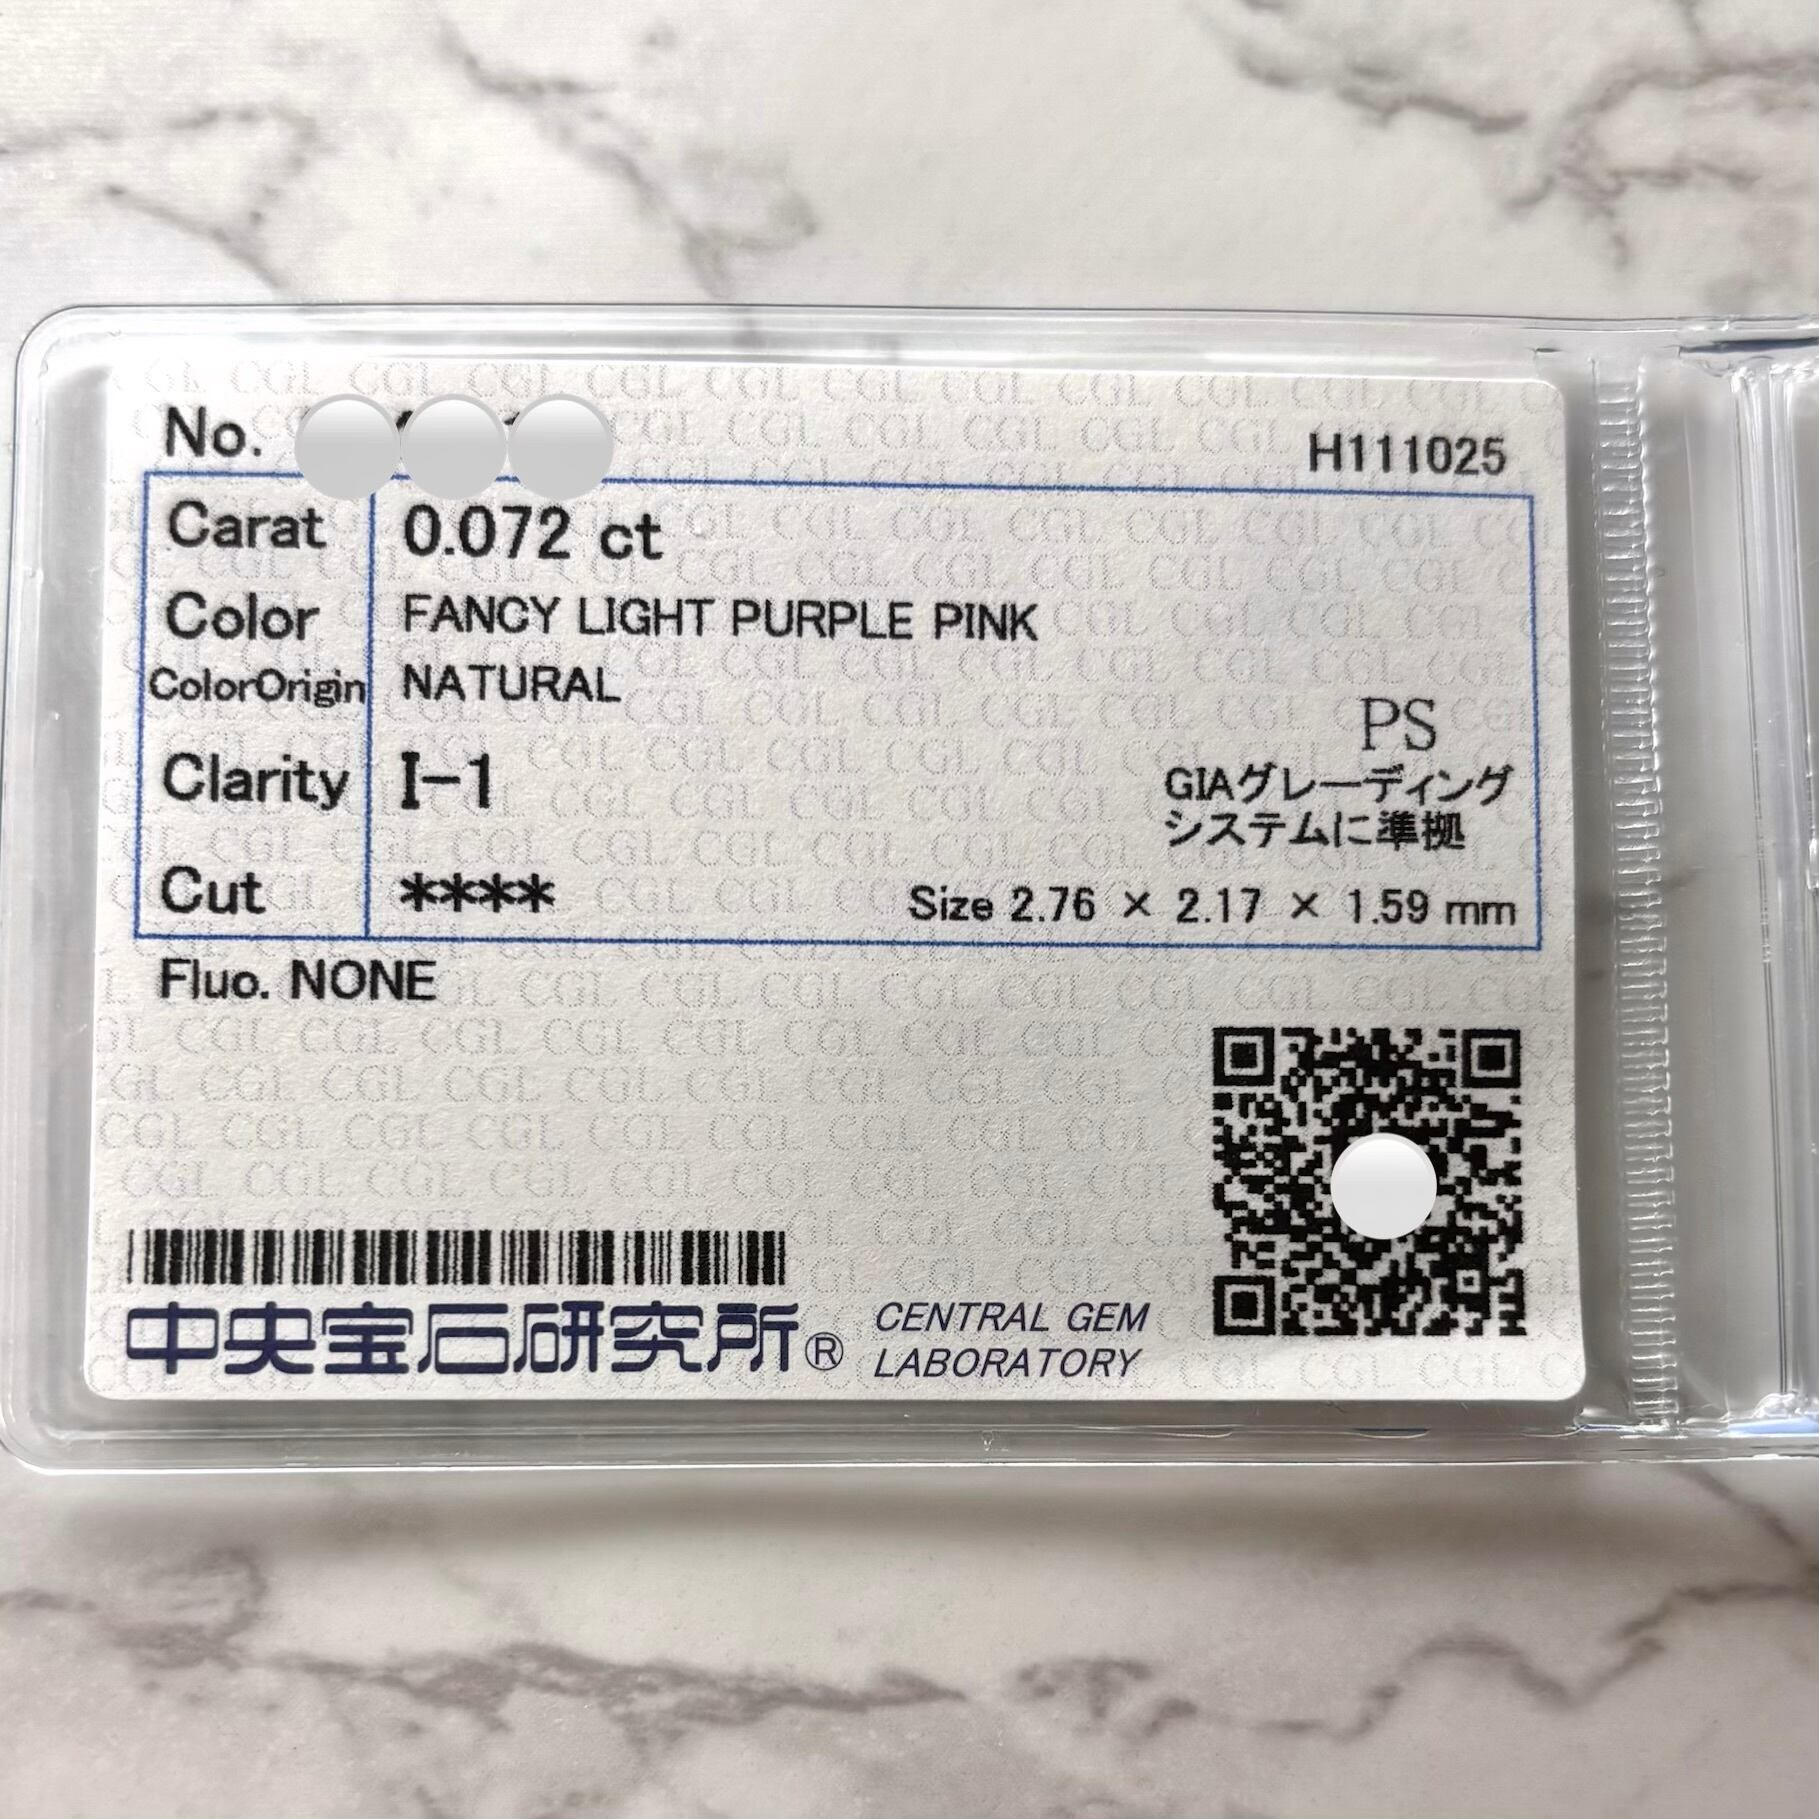 No.
H111025
Carat 0.072 ct
Color FANCY LIGHT PURPLE PINK
ColorOrigin NATURAL
PS
Clarity I-1
GIAグレーディング
システムに準拠
Cut ****
Size 2.76 × 2.17 × 1.59 mm
Fluo. NONE
中央宝石研究所®
CENTRAL GEM
LABORATORY